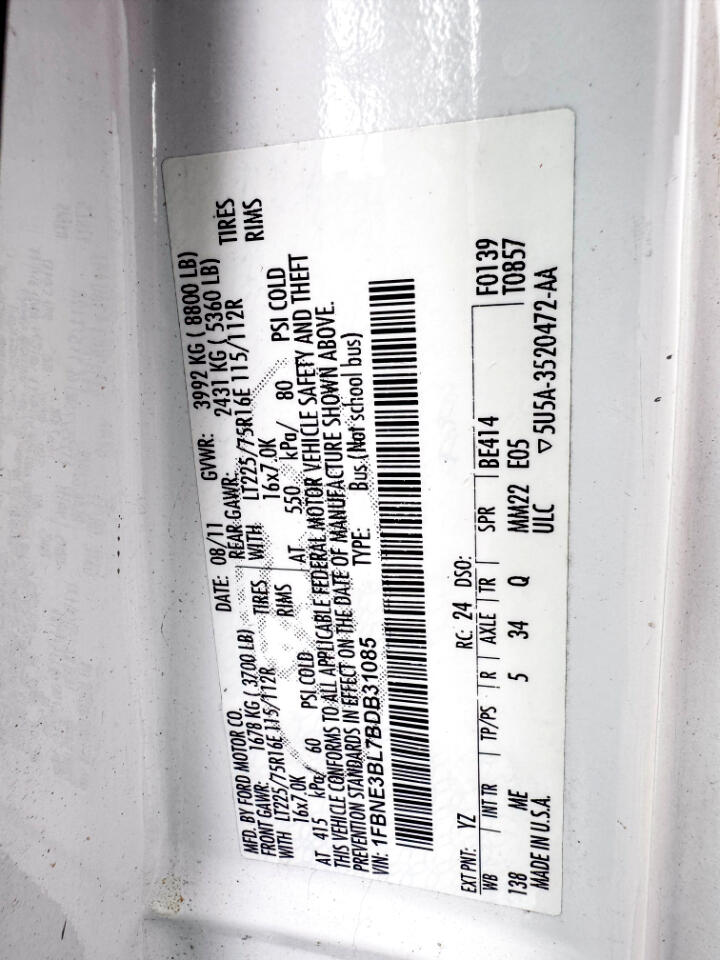 MFD. BY FORD MOTOR CO. DATE: 08/11 GVWR: 3992 KG ( 8800 LB)
FRONT GAWR: 1678 KG ( 3700 LB) REAR GAWR: 2431 KG ( 5360 LB)
WITH LT225/75R16E 115/112R TIRES WITH LT225/75R16E 115/112R TIRES
16x7.0K RIMS 16x7.0K RIMS
AT 415 kPa/ 60 PSI COLD AT 550 kPa/ 80 PSI COLD
THIS VEHICLE CONFORMS TO ALL APPLICABLE FEDERAL MOTOR VEHICLE SAFETY AND THEFT
PREVENTION STANDARDS IN EFFECT ON THE DATE OF MANUFACTURE SHOWN ABOVE.
VIN: 1FBNE3BL7BDB31085 TYPE: Bus (Not school bus)
EXT PNT: YZ RC: 24 DSO: F0139
WB INT TR TP/PS R AXLE TR SPR BE414 T0857
138 ME 5 34 Q MM22 E05
MADE IN U.S.A. ULC ▽5U5A-3520472-AA